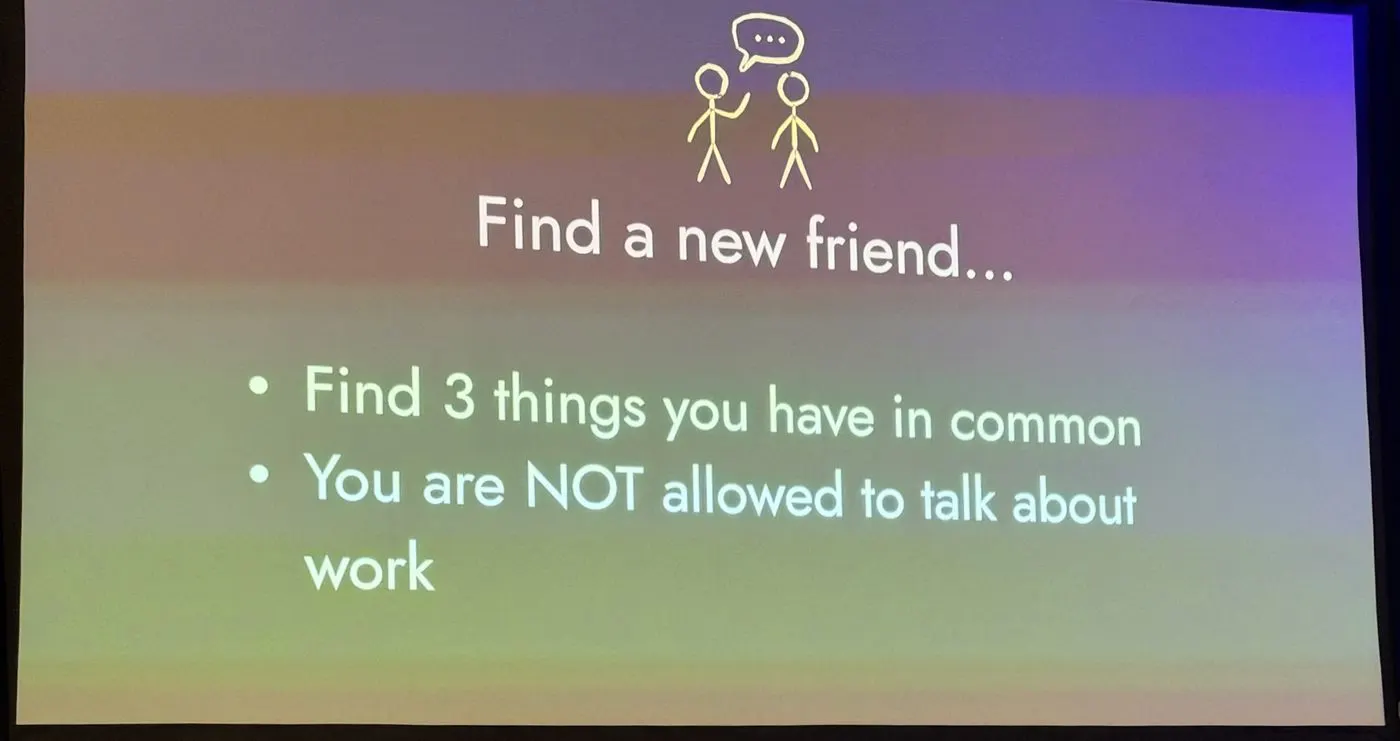 Find a new friend...
• Find 3 things you have in common
• You are NOT allowed to talk about
work